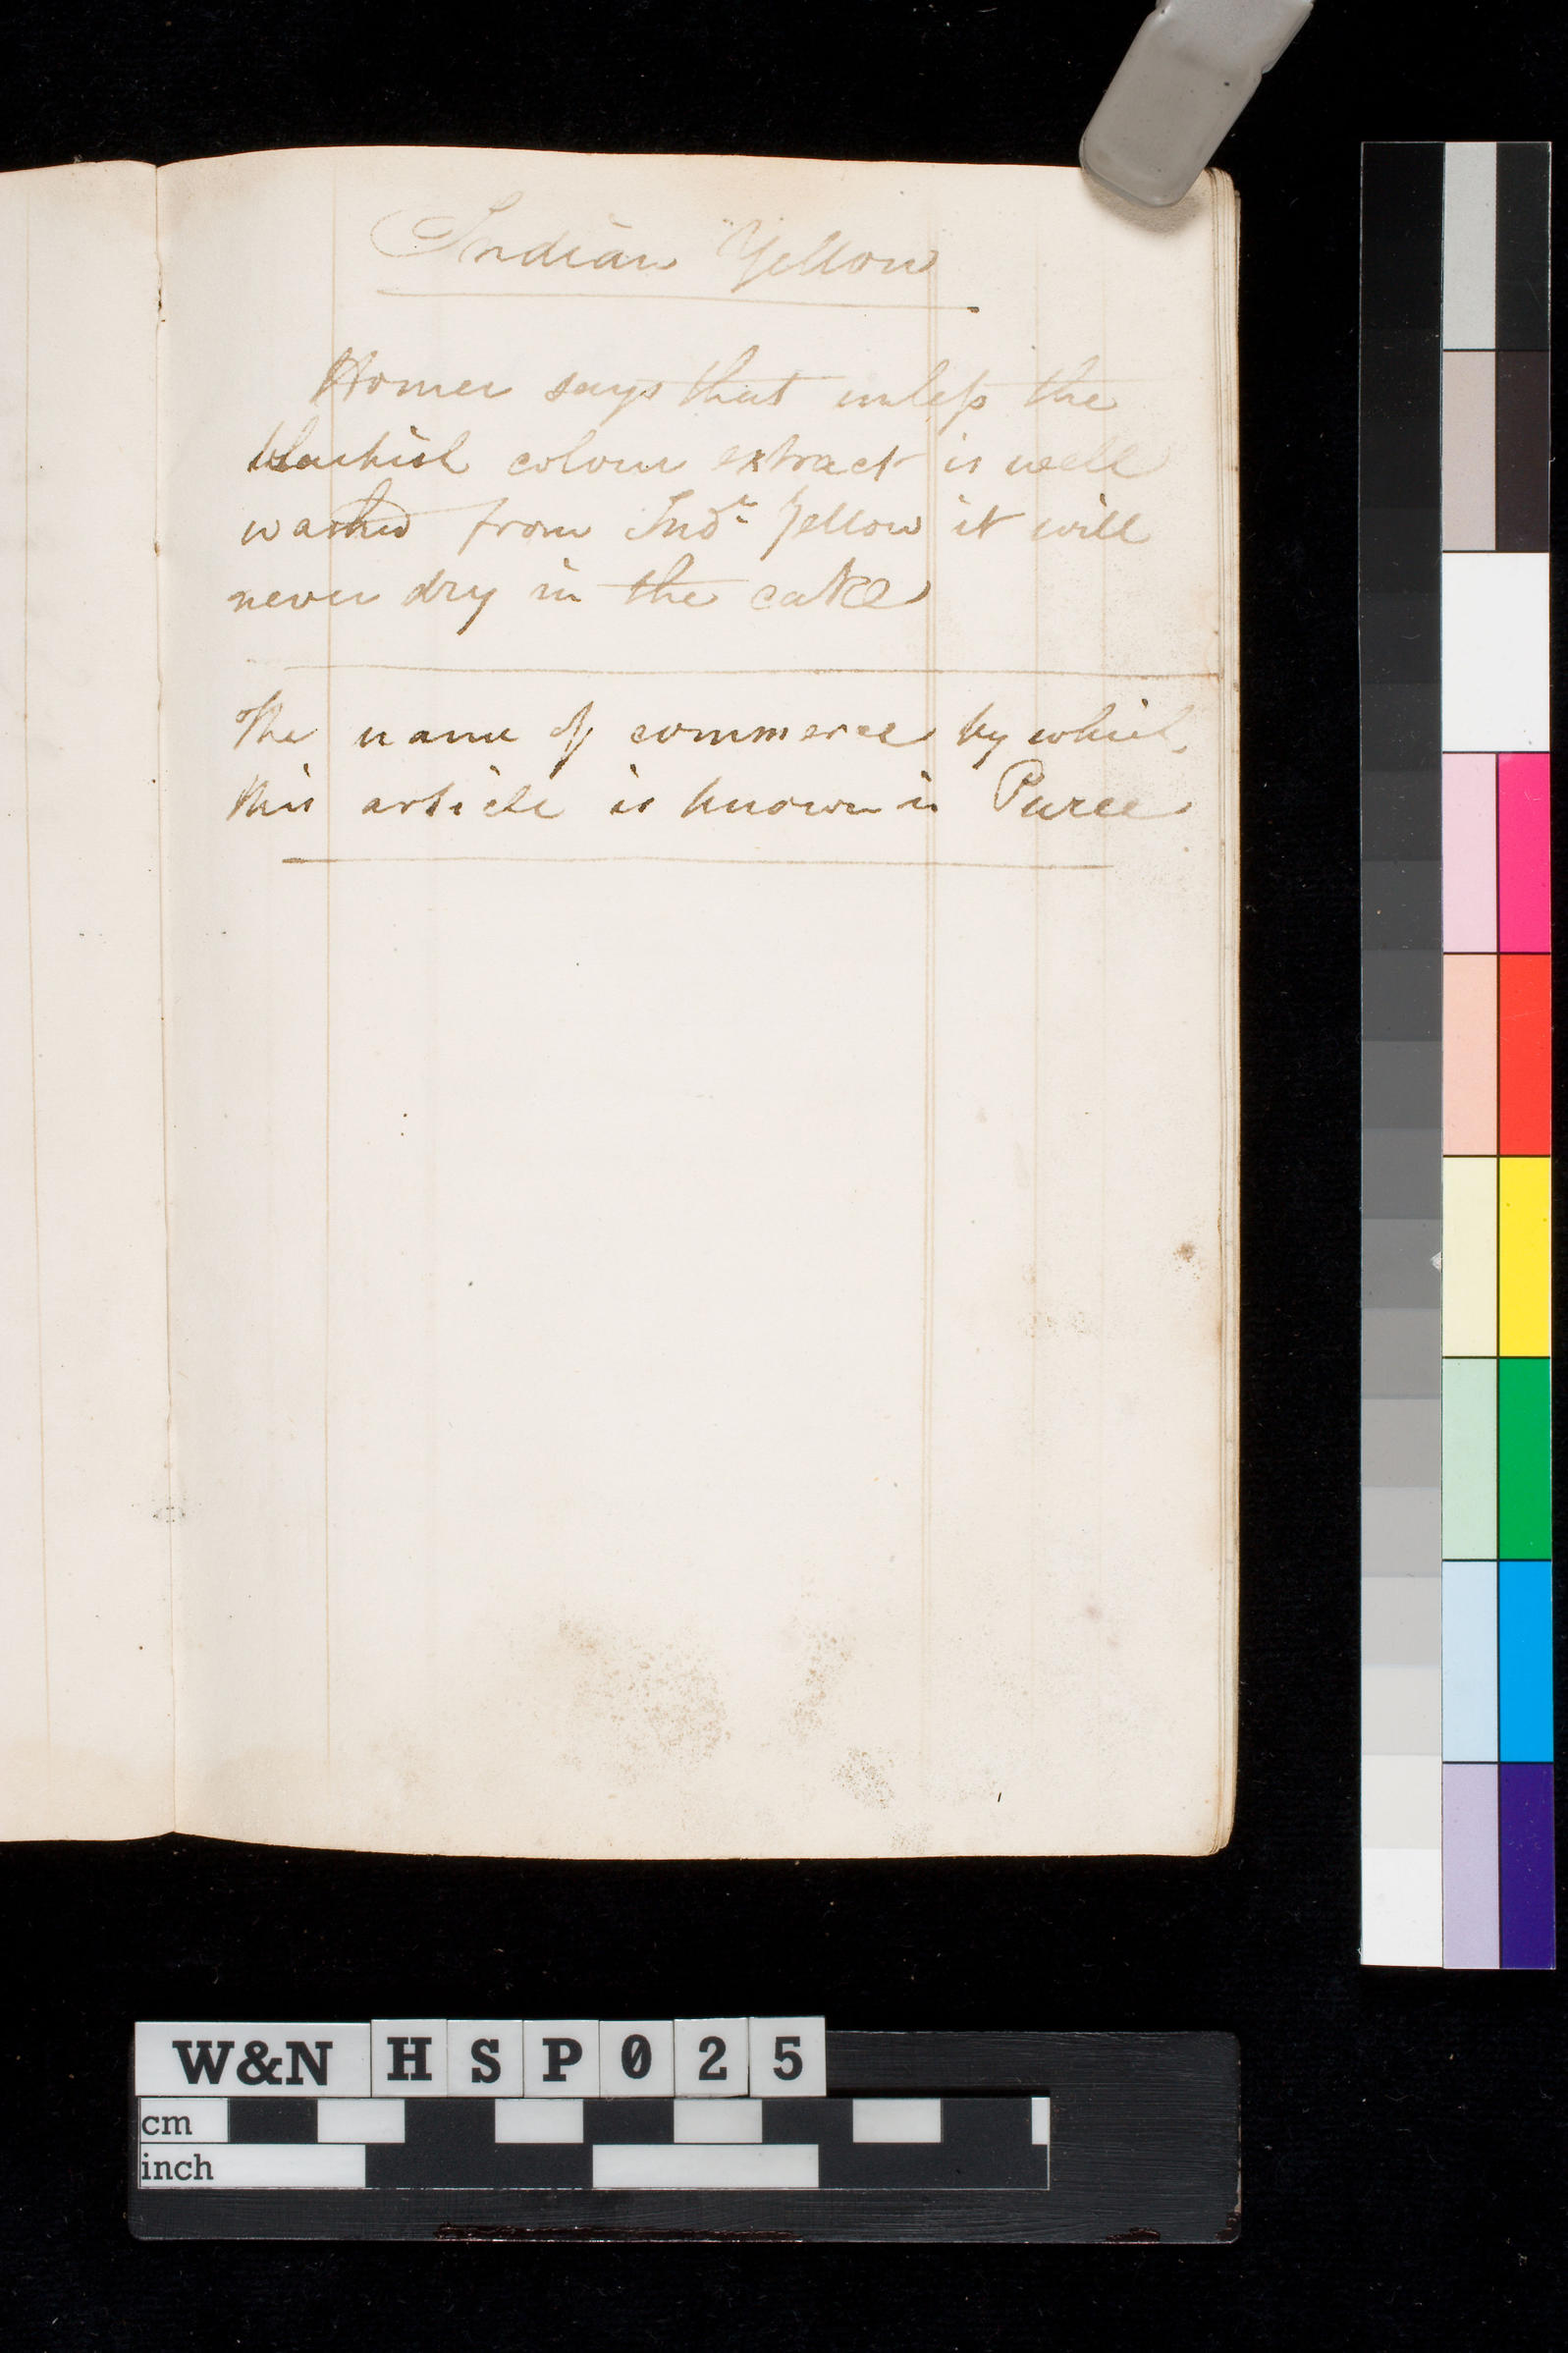 Indian Yellow
Homer says that unless the
blackish colour extract is well
washed from Ind.n Yellow it will
never dry in the cake
The name of commerce by which
this article is known is Puree
W&N HSP025
cm
inch